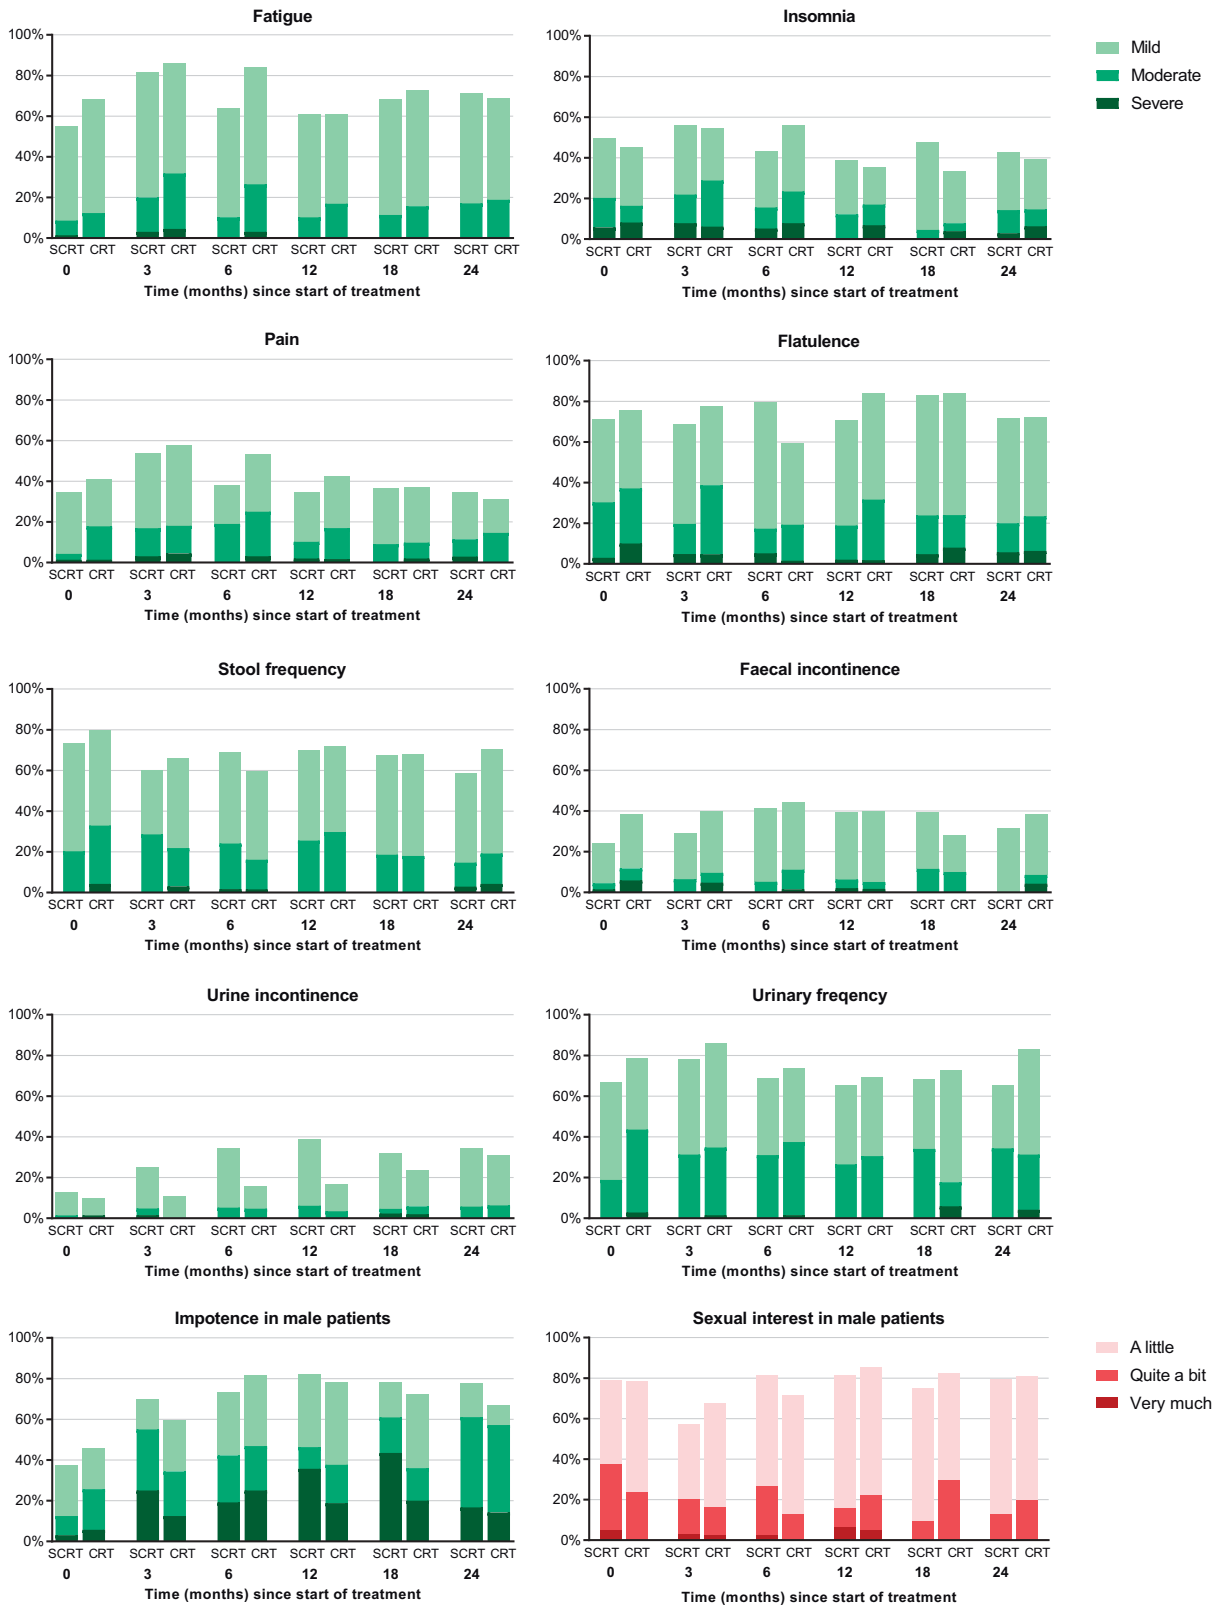 Fatigue
100%
80%
60%
40%
20%
0%
SCRT CRT SCRT CRT SCRT CRT SCRT CRT SCRT CRT SCRT CRT
0 3 6 12 18 24
Time (months) since start of treatment
Insomnia
100%
80%
60%
40%
20%
0%
SCRT CRT SCRT CRT SCRT CRT SCRT CRT SCRT CRT SCRT CRT
0 3 6 12 18 24
Time (months) since start of treatment
Mild
Moderate
Severe
Pain
100%
80%
60%
40%
20%
0%
SCRT CRT SCRT CRT SCRT CRT SCRT CRT SCRT CRT SCRT CRT
0 3 6 12 18 24
Time (months) since start of treatment
Flatulence
100%
80%
60%
40%
20%
0%
SCRT CRT SCRT CRT SCRT CRT SCRT CRT SCRT CRT SCRT CRT
0 3 6 12 18 24
Time (months) since start of treatment
Stool frequency
100%
80%
60%
40%
20%
0%
SCRT CRT SCRT CRT SCRT CRT SCRT CRT SCRT CRT SCRT CRT
0 3 6 12 18 24
Time (months) since start of treatment
Faecal incontinence
100%
80%
60%
40%
20%
0%
SCRT CRT SCRT CRT SCRT CRT SCRT CRT SCRT CRT SCRT CRT
0 3 6 12 18 24
Time (months) since start of treatment
Urine incontinence
100%
80%
60%
40%
20%
0%
SCRT CRT SCRT CRT SCRT CRT SCRT CRT SCRT CRT SCRT CRT
0 3 6 12 18 24
Time (months) since start of treatment
Urinary freqency
100%
80%
60%
40%
20%
0%
SCRT CRT SCRT CRT SCRT CRT SCRT CRT SCRT CRT SCRT CRT
0 3 6 12 18 24
Time (months) since start of treatment
Impotence in male patients
100%
80%
60%
40%
20%
0%
SCRT CRT SCRT CRT SCRT CRT SCRT CRT SCRT CRT SCRT CRT
0 3 6 12 18 24
Time (months) since start of treatment
Sexual interest in male patients
100%
80%
60%
40%
20%
0%
SCRT CRT SCRT CRT SCRT CRT SCRT CRT SCRT CRT SCRT CRT
0 3 6 12 18 24
Time (months) since start of treatment
A little
Quite a bit
Very much